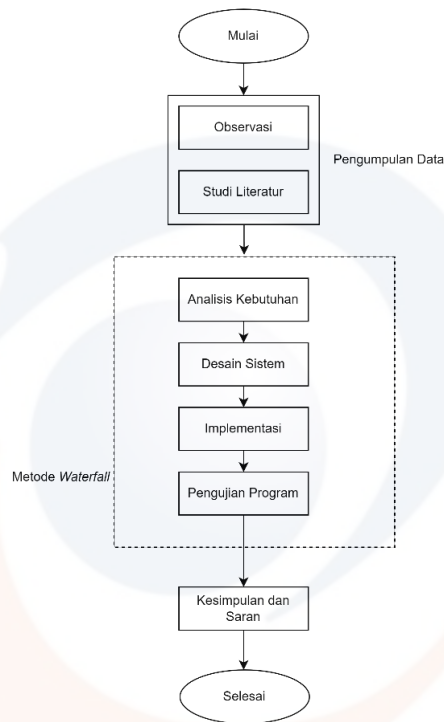 Mulai
Observasi
Pengumpulan Data
Studi Literatur
Analisis Kebutuhan
Desain Sistem
Implementasi
Metode Waterfall
Pengujian Program
Kesimpulan dan
Saran
Selesai